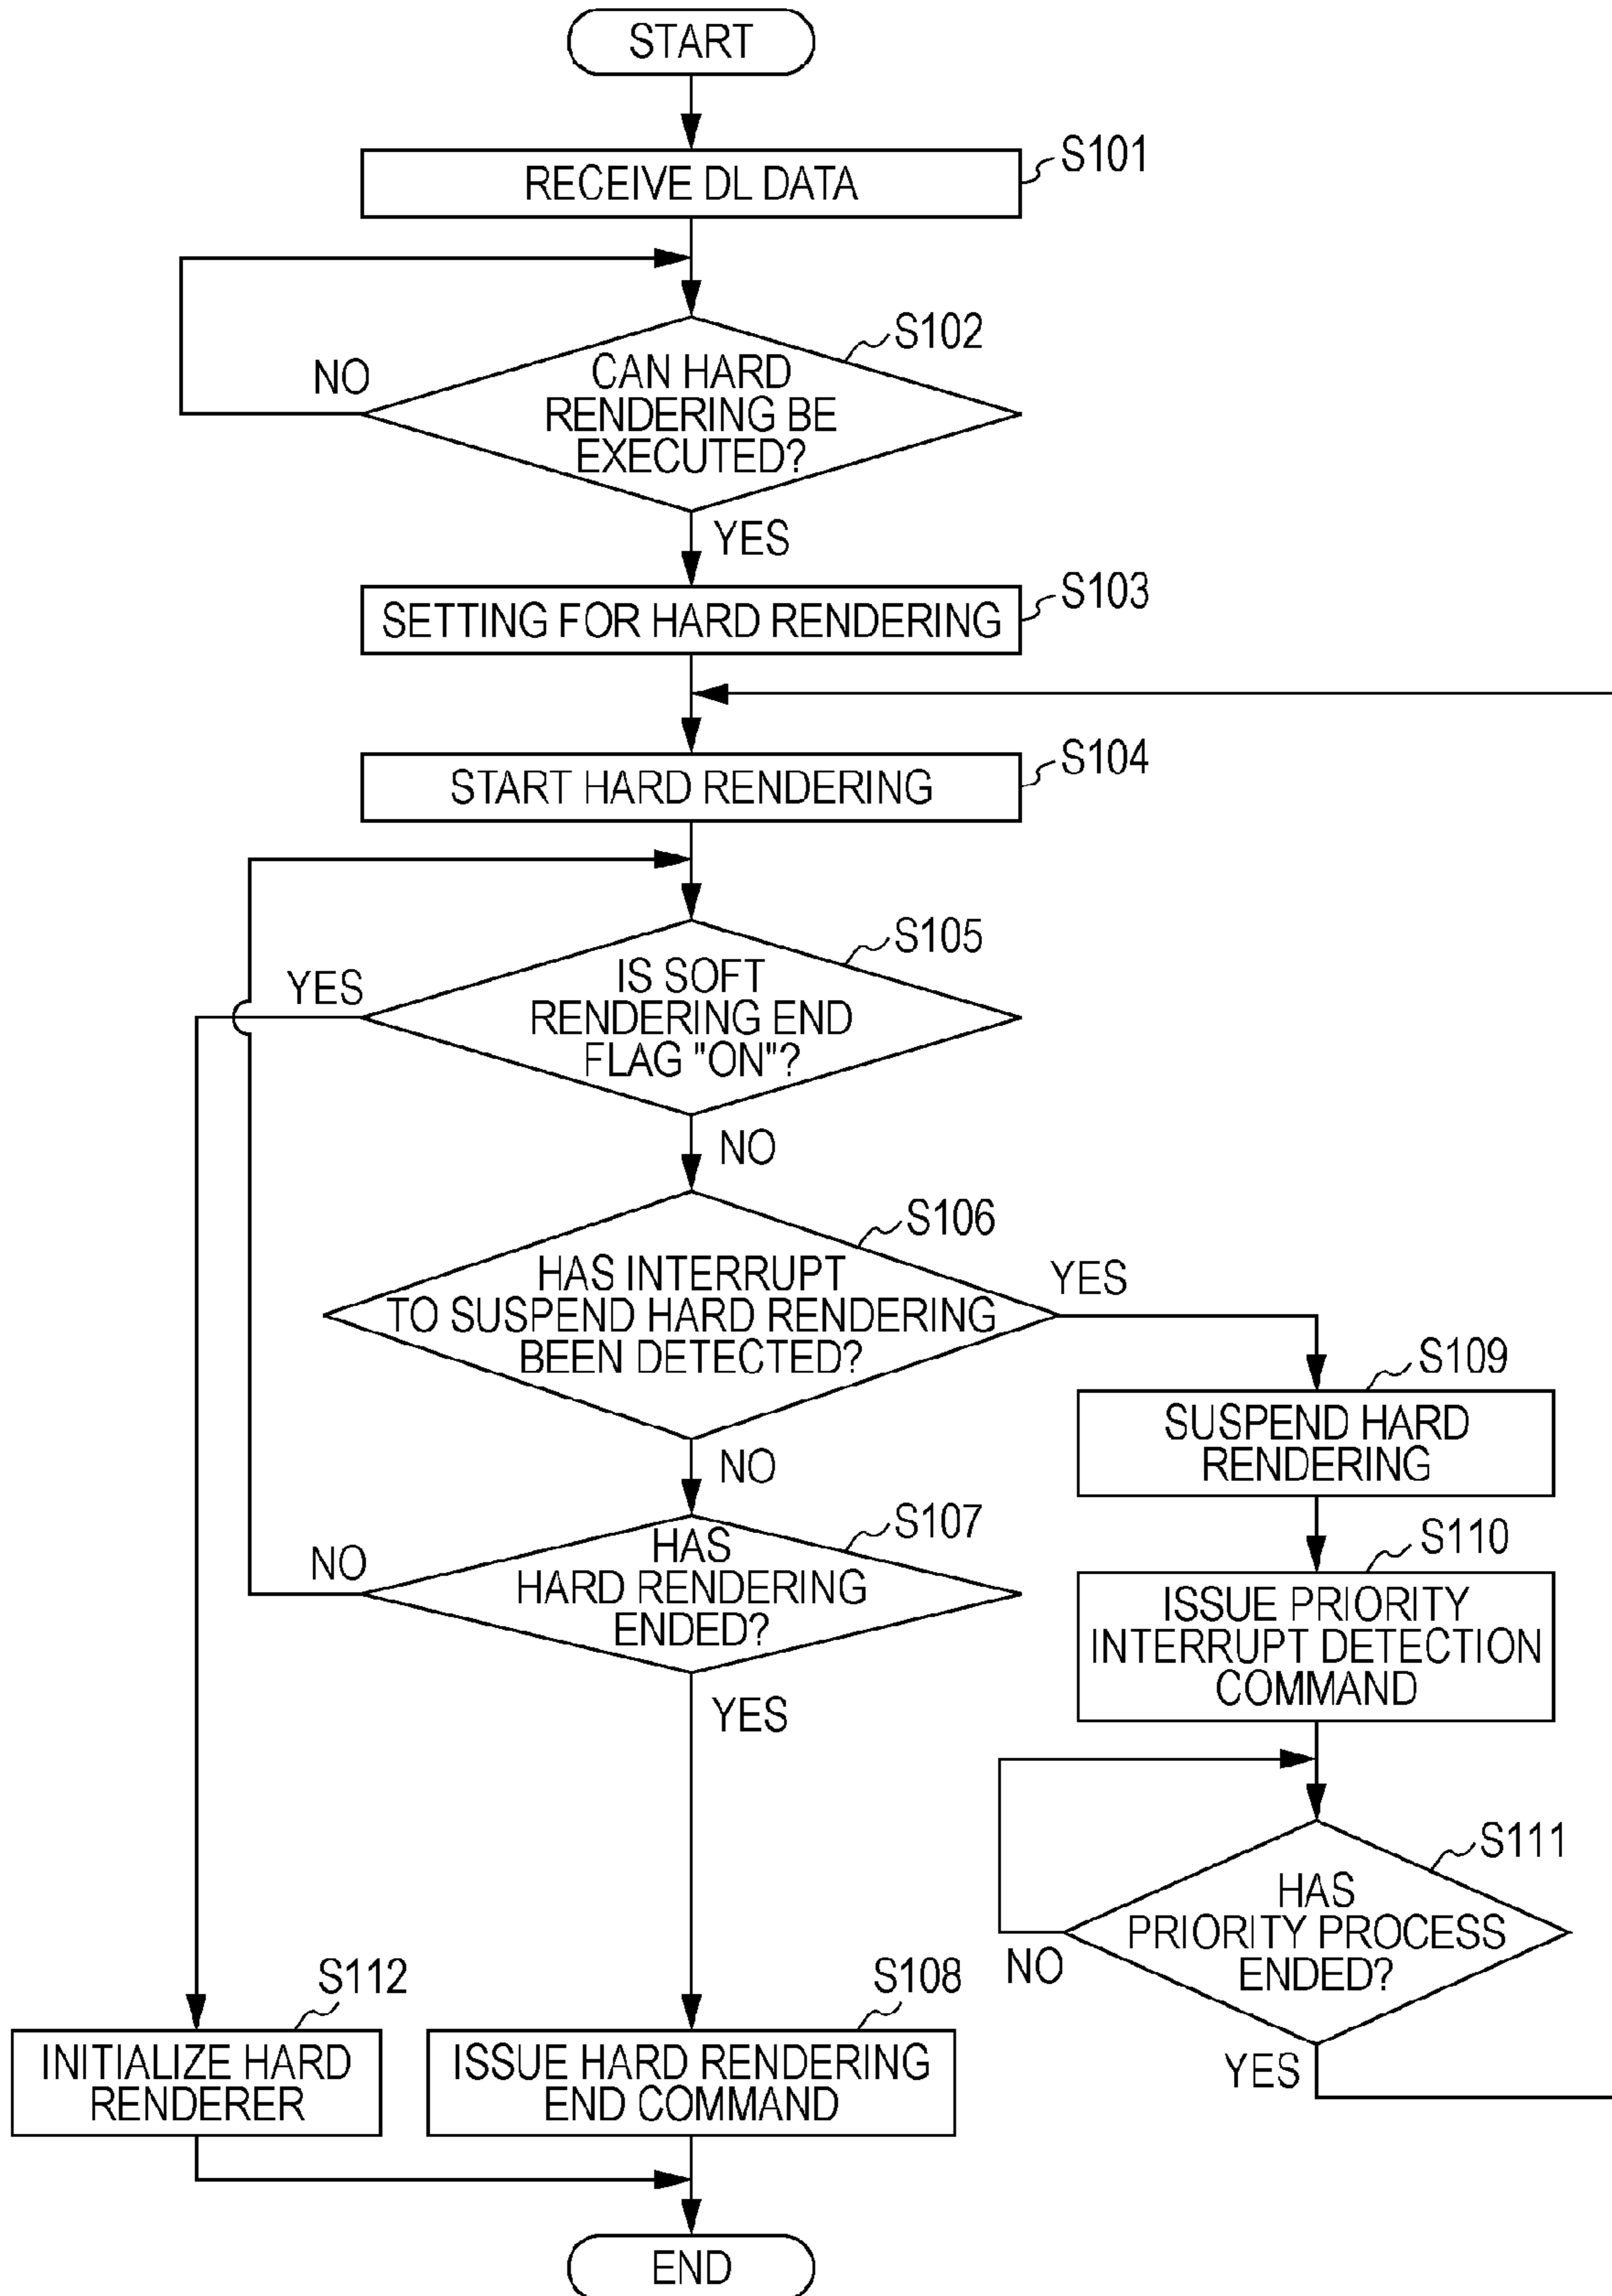 START
RECEIVE DL DATA
S101
CAN HARD
RENDERING BE
EXECUTED?
S102
NO
YES
SETTING FOR HARD RENDERING
S103
START HARD RENDERING
S104
IS SOFT
RENDERING END
FLAG "ON"?
S105
YES
NO
HAS INTERRUPT
TO SUSPEND HARD RENDERING
BEEN DETECTED?
S106
YES
NO
HAS
HARD RENDERING
ENDED?
S107
NO
YES
SUSPEND HARD
RENDERING
S109
ISSUE PRIORITY
INTERRUPT DETECTION
COMMAND
S110
HAS
PRIORITY PROCESS
ENDED?
S111
NO
YES
INITIALIZE HARD
RENDERER
S112
ISSUE HARD RENDERING
END COMMAND
S108
END